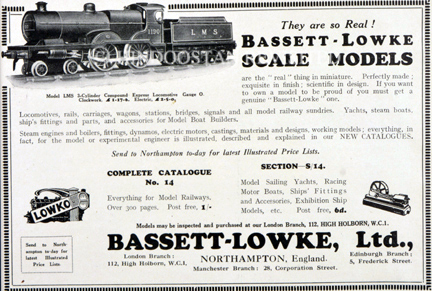 They are so Real !
BASSETT-LOWKE
SCALE MODELS
1190
L M S
Model LMS 3-Cylinder Compound Express Locomotive Gauge O.
Clockwork. Electric,
are the " real " thing in miniature. Perfectly made ;
exquisite in finish ; scientific in design. If you want
to own a model to be proud of you must get a
genuine "Bassett-Lowke" one.
Locomotives, rails, carriages, wagons, stations, bridges, signals and all model railway sundries. Yachts, steam boats,
ship's fittings and parts, and accessories for Model Boat Builders.
Steam engines and boilers, fittings, dynamos, electric motors, castings, materials and designs, working models ; everything, in
fact, for the model or experimental engineer is illustrated, described and explained in our NEW CATALOGUES.
Send to Northampton to-day for latest Illustrated Price Lists.
COMPLETE CATALOGUE
No. 14
Everything for Model Railways.
Over 300 pages. Post free, 1/-
SECTION S/14.
Model Sailing Yachts, Racing
Motor Boats, Ships' Fittings
and Accessories, Exhibition Ship
Models, etc. Post free, 6d.
LOWKO
Models may be inspected and purchased at our London Branch, 112, HIGH HOLBORN, W.C.1.
BASSETT-LOWKE, Ltd.,
Send to North-
ampton to-day for
latest Illustrated
Price Lists
London Branch :
112, High Holborn, W.C.1.
NORTHAMPTON, England.
Manchester Branch : 28, Corporation Street.
Edinburgh Branch :
5, Frederick Street.